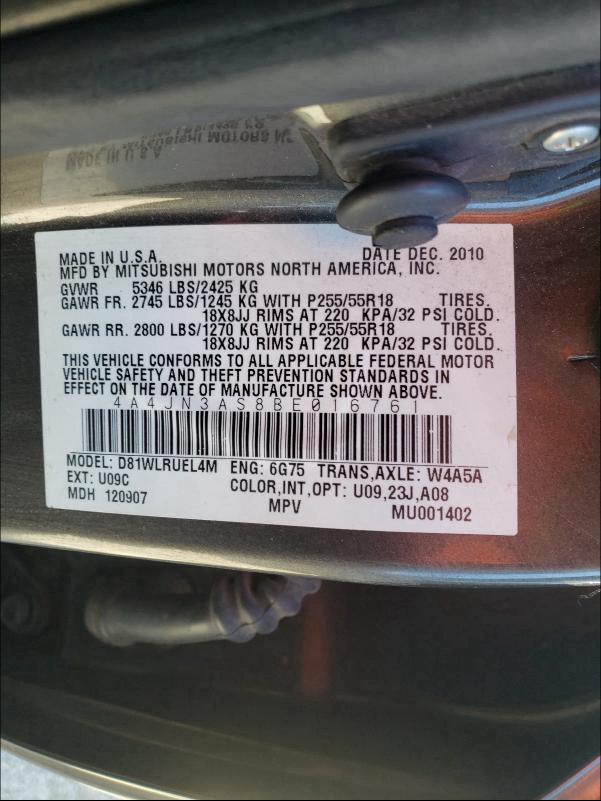 MADE IN U.S.A. DATE DEC. 2010
MFD BY MITSUBISHI MOTORS NORTH AMERICA, INC.
GVWR 5346 LBS/2425 KG
GAWR FR. 2745 LBS/1245 KG WITH P255/55R18 TIRES.
18X8JJ RIMS AT 220 KPA/32 PSI COLD.
GAWR RR. 2800 LBS/1270 KG WITH P255/55R18 TIRES.
18X8JJ RIMS AT 220 KPA/32 PSI COLD.
THIS VEHICLE CONFORMS TO ALL APPLICABLE FEDERAL MOTOR
VEHICLE SAFETY AND THEFT PREVENTION STANDARDS IN
EFFECT ON THE DATE OF MANUFACTURE SHOWN ABOVE.
4A4JN3AS8BE016761
MODEL: D81WLRUEL4M ENG: 6G75 TRANS,AXLE: W4A5A
EXT: U09C COLOR,INT,OPT: U09,23J,A08
MDH 120907 MPV MU001402